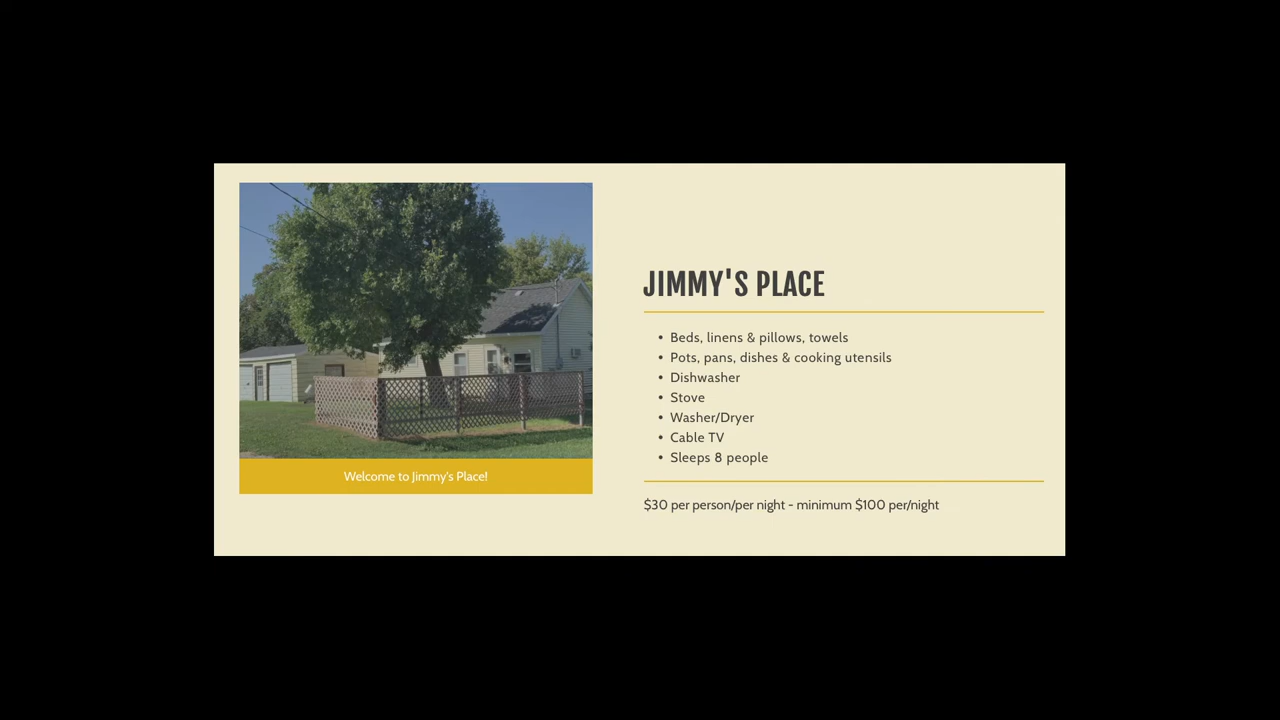 JIMMY'S PLACE
• Beds, linens & pillows, towels
• Pots, pans, dishes & cooking utensils
• Dishwasher
• Stove
• Washer/Dryer
• Cable TV
• Sleeps 8 people
Welcome to Jimmy's Place!
$30 per person/per night - minimum $100 per/night